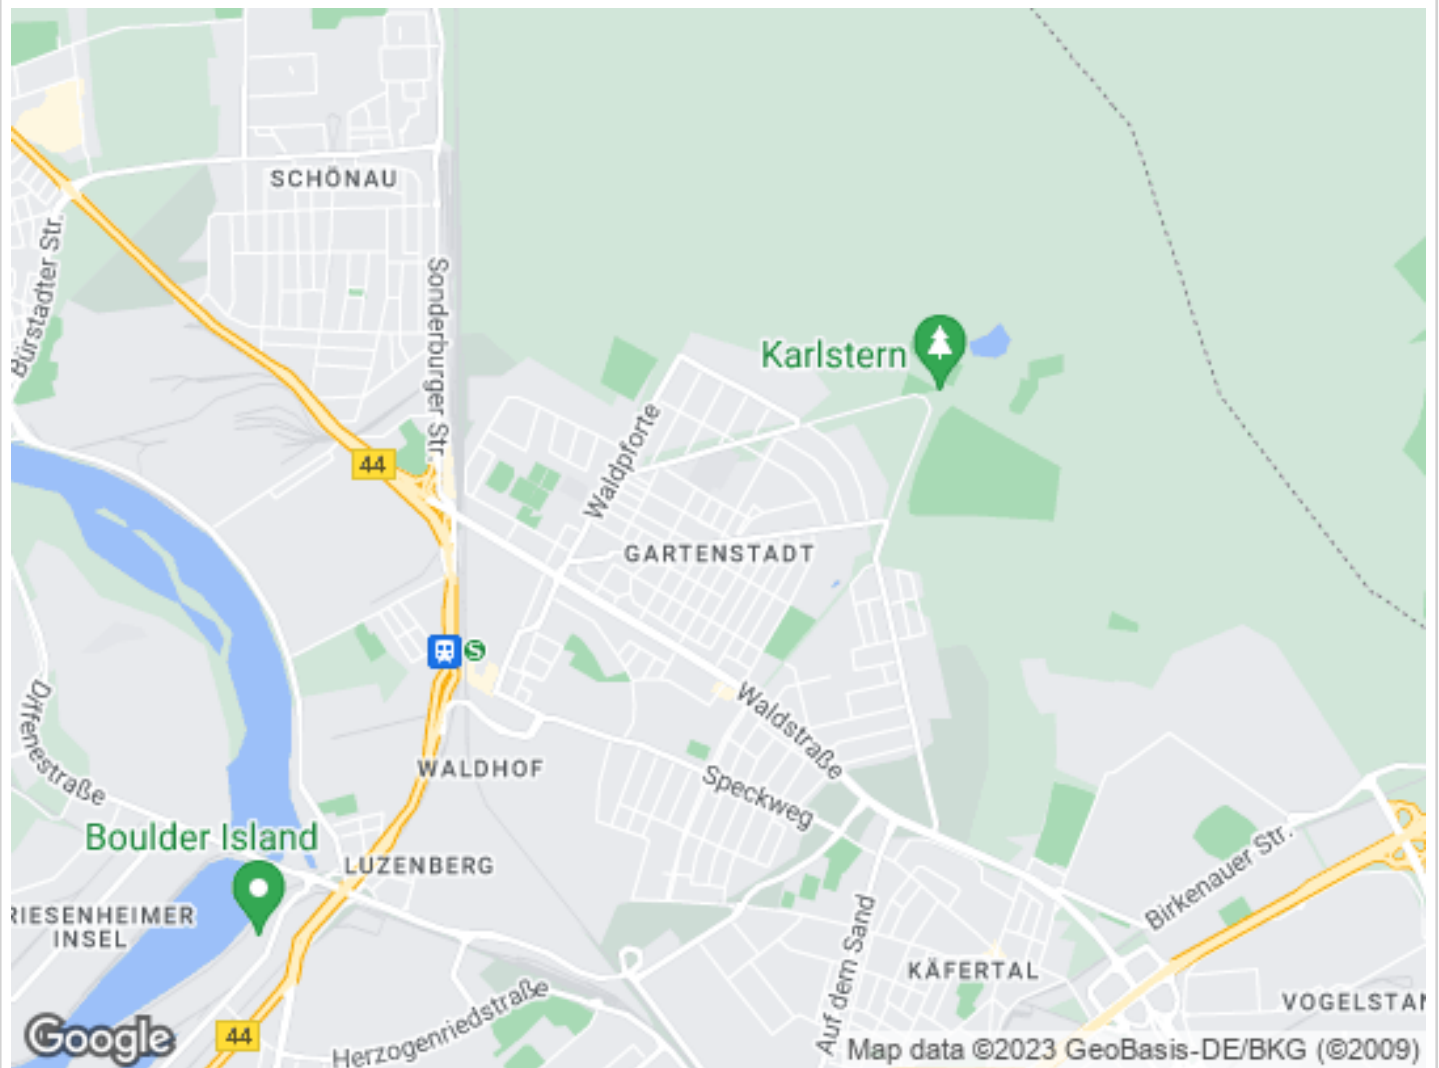 SCHÖNAU
Bürstadter Str.
Sonderburger Str.
Karlstern
Waldpforte
44
GARTENSTADT
S
Diffenestraße
Waldstraße
WALDHOF
Speckweg
Boulder Island
LUZENBERG
Birkenauer Str.
RIESENHEIMER
INSEL
Auf dem Sand
KÄFERTAL
VOGELSTAN
Herzogenriedstraße
44
Google
Map data ©2023 GeoBasis-DE/BKG (©2009)